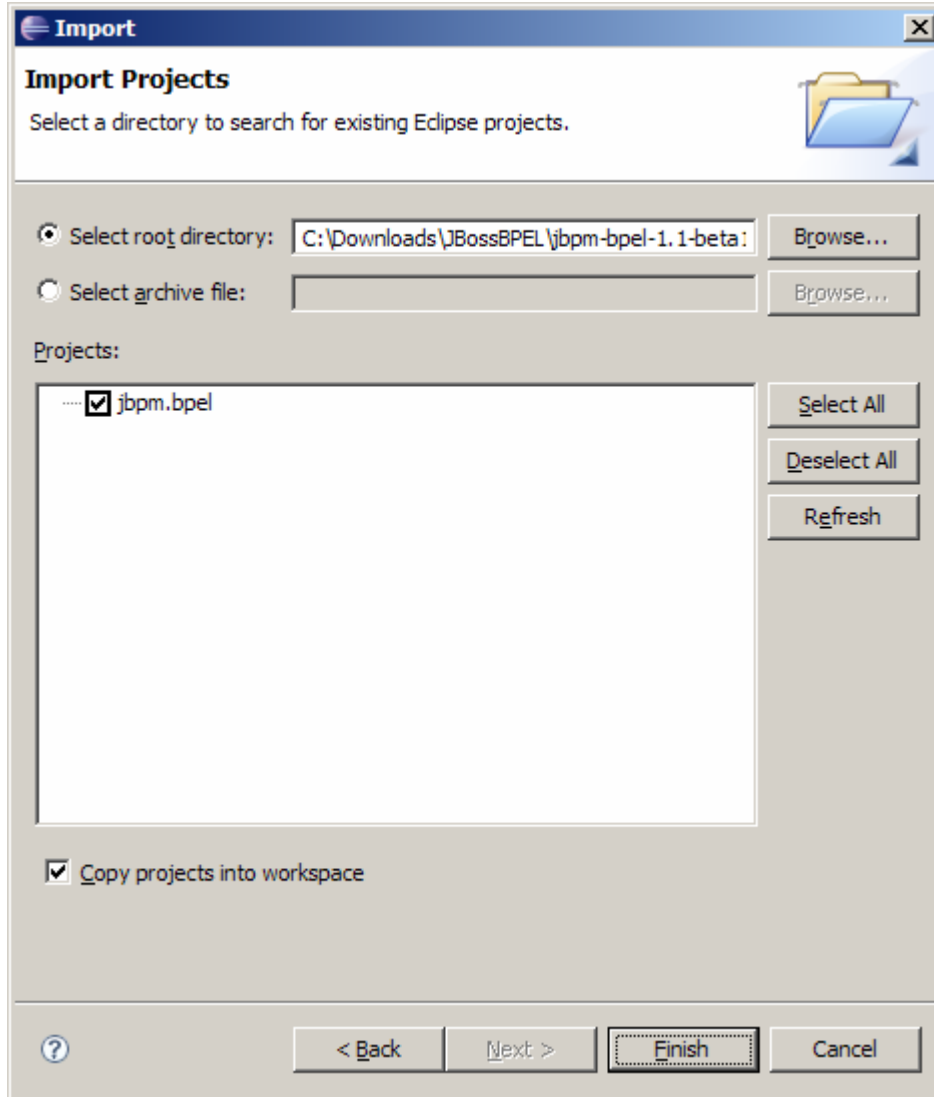 Import
Import Projects
Select a directory to search for existing Eclipse projects.
Select root directory: C:\Downloads\JBossBPEL\jbpm-bpel-1.1-beta1 Browse...
Select archive file: Browse...
Projects:
jbpm.bpel
Select All
Deselect All
Refresh
Copy projects into workspace
? < Back Next > Finish Cancel